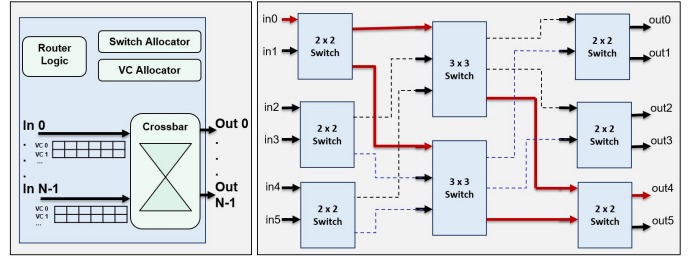 Router
Logic
Switch Allocator
VC Allocator
In 0
VC 0
VC 1
...
.
.
.
In N-1
VC 0
VC 1
...
Crossbar
Out 0
.
.
.
Out
N-1
in0
in1
in2
in3
in4
in5
2 x 2
Switch
2 x 2
Switch
2 x 2
Switch
3 x 3
Switch
3 x 3
Switch
2 x 2
Switch
2 x 2
Switch
2 x 2
Switch
out0
out1
out2
out3
out4
out5